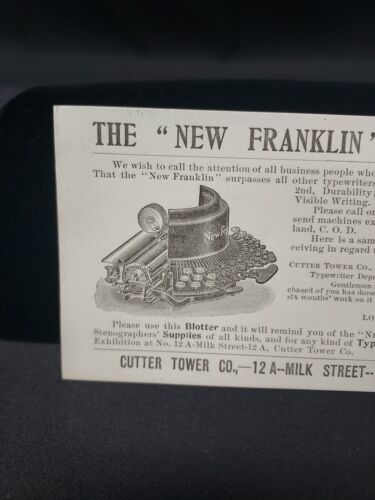 THE "NEW FRANKLIN"
We wish to call the attention of all business people who
That the "New Franklin" surpasses all other typewriters
2nd, Durability,
Visible Writing.
Please call or
send machines ex
land, C. O. D.
Here is a sam
ceiving in regard t
CUTTER TOWER CO.,
Typewriter Depa
Gentlemen
chased of you has done
six months' work on it
New Fr
LO
Please use this Blotter and it will remind you of the "N
Stenographers' Supplies of all kinds, and for any kind of Typ
Exhibition at No. 12 A-Milk Street-12 A, Cutter Tower Co.
CUTTER TOWER CO.,—12 A--MILK STREET--